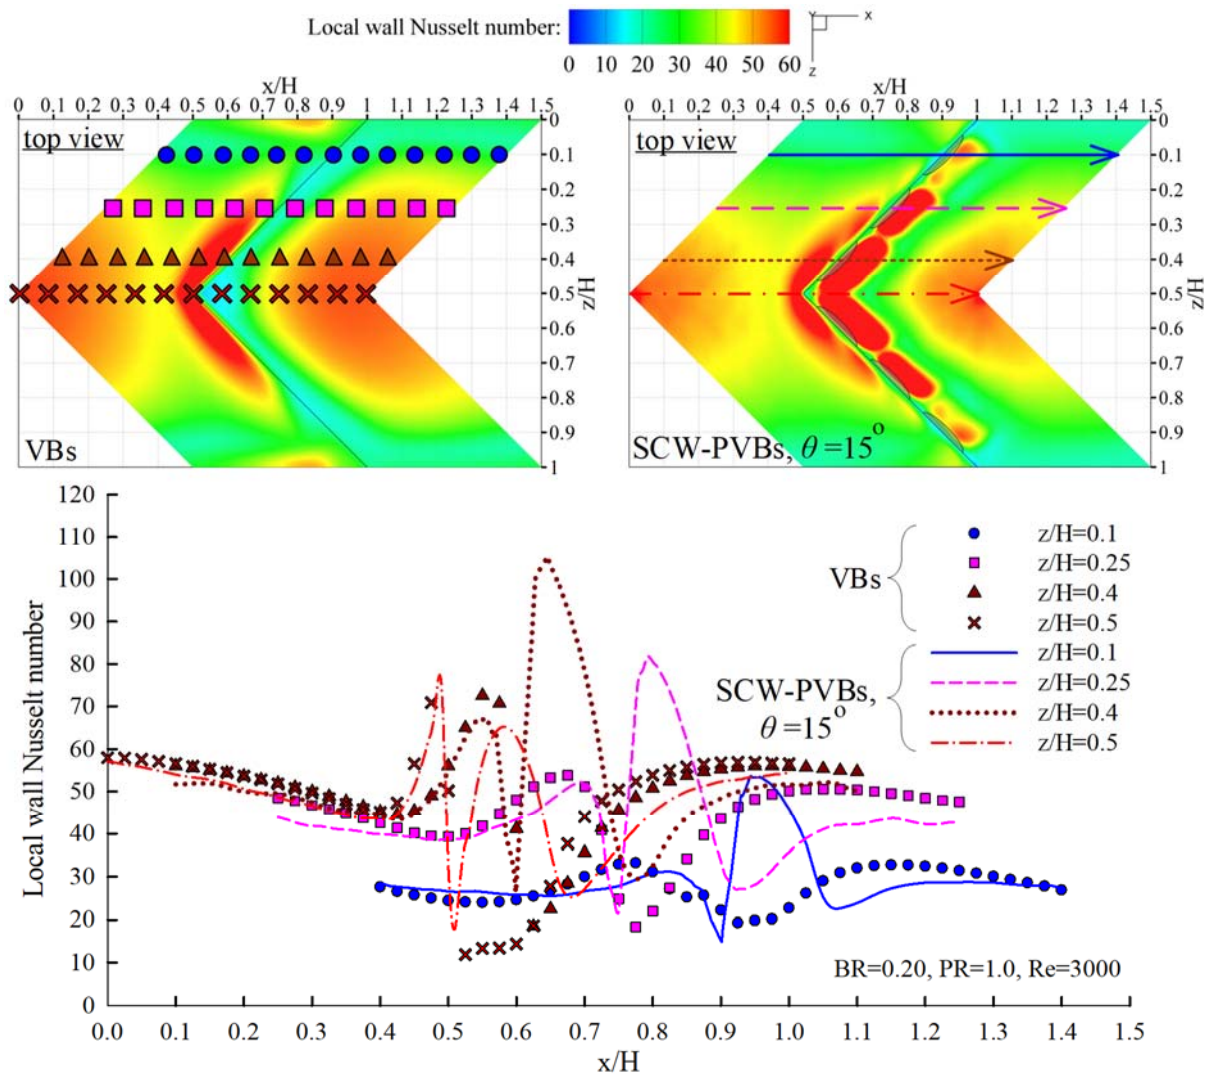 Local wall Nusselt number:
0 10 20 30 40 50 60
Y X
Z
x/H
0 0.1 0.2 0.3 0.4 0.5 0.6 0.7 0.8 0.9 1 1.1 1.2 1.3 1.4 1.5
top view
VBs
0
0.1
0.2
0.3
0.4
0.5
0.6
0.7
0.8
0.9
1
z/H
x/H
0 0.1 0.2 0.3 0.4 0.5 0.6 0.7 0.8 0.9 1 1.1 1.2 1.3 1.4 1.5
top view
SCW-PVBs, θ =15°
0
0.1
0.2
0.3
0.4
0.5
0.6
0.7
0.8
0.9
1
z/H
Local wall Nusselt number
120
110
100
90
80
70
60
50
40
30
20
10
0
VBs
z/H=0.1
z/H=0.25
z/H=0.4
z/H=0.5
SCW-PVBs,
θ =15°
z/H=0.1
z/H=0.25
z/H=0.4
z/H=0.5
BR=0.20, PR=1.0, Re=3000
0.0 0.1 0.2 0.3 0.4 0.5 0.6 0.7 0.8 0.9 1.0 1.1 1.2 1.3 1.4 1.5
x/H